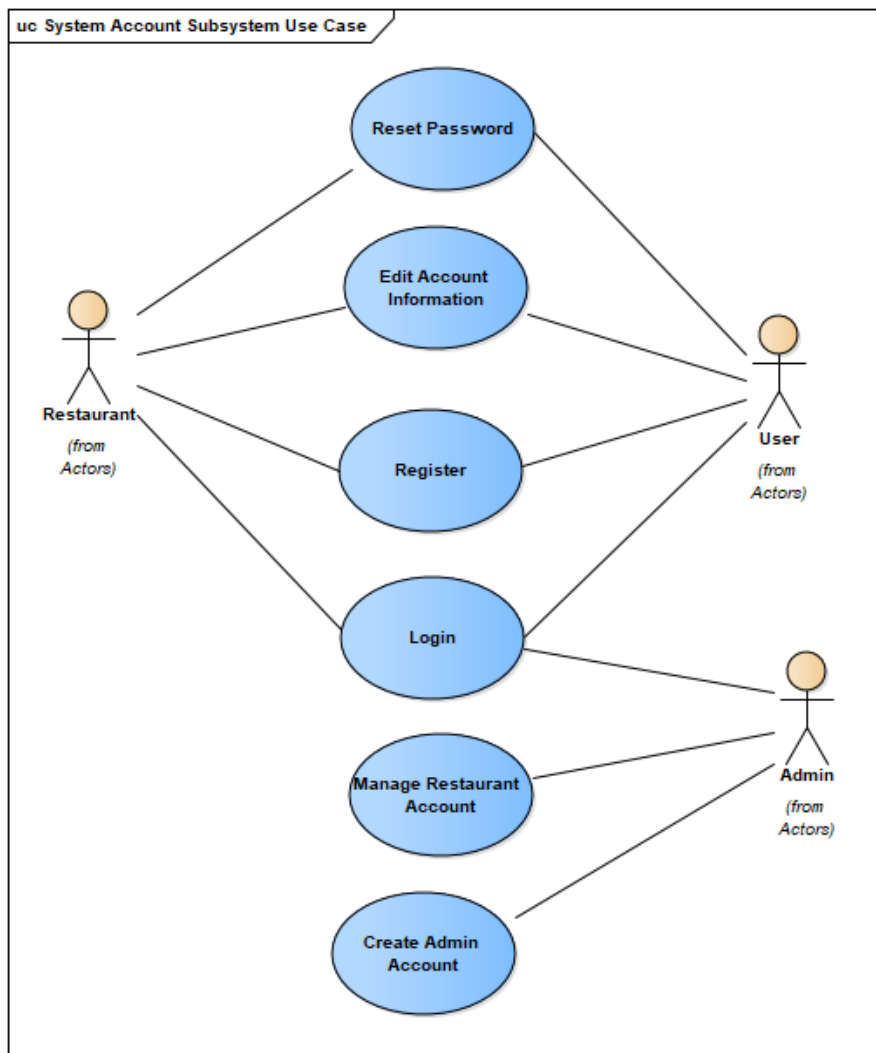 uc System Account Subsystem Use Case
Reset Password
Edit Account
Information
Restaurant
(from
Actors)
User
(from
Actors)
Register
Login
Admin
(from
Actors)
Manage Restaurant
Account
Create Admin
Account